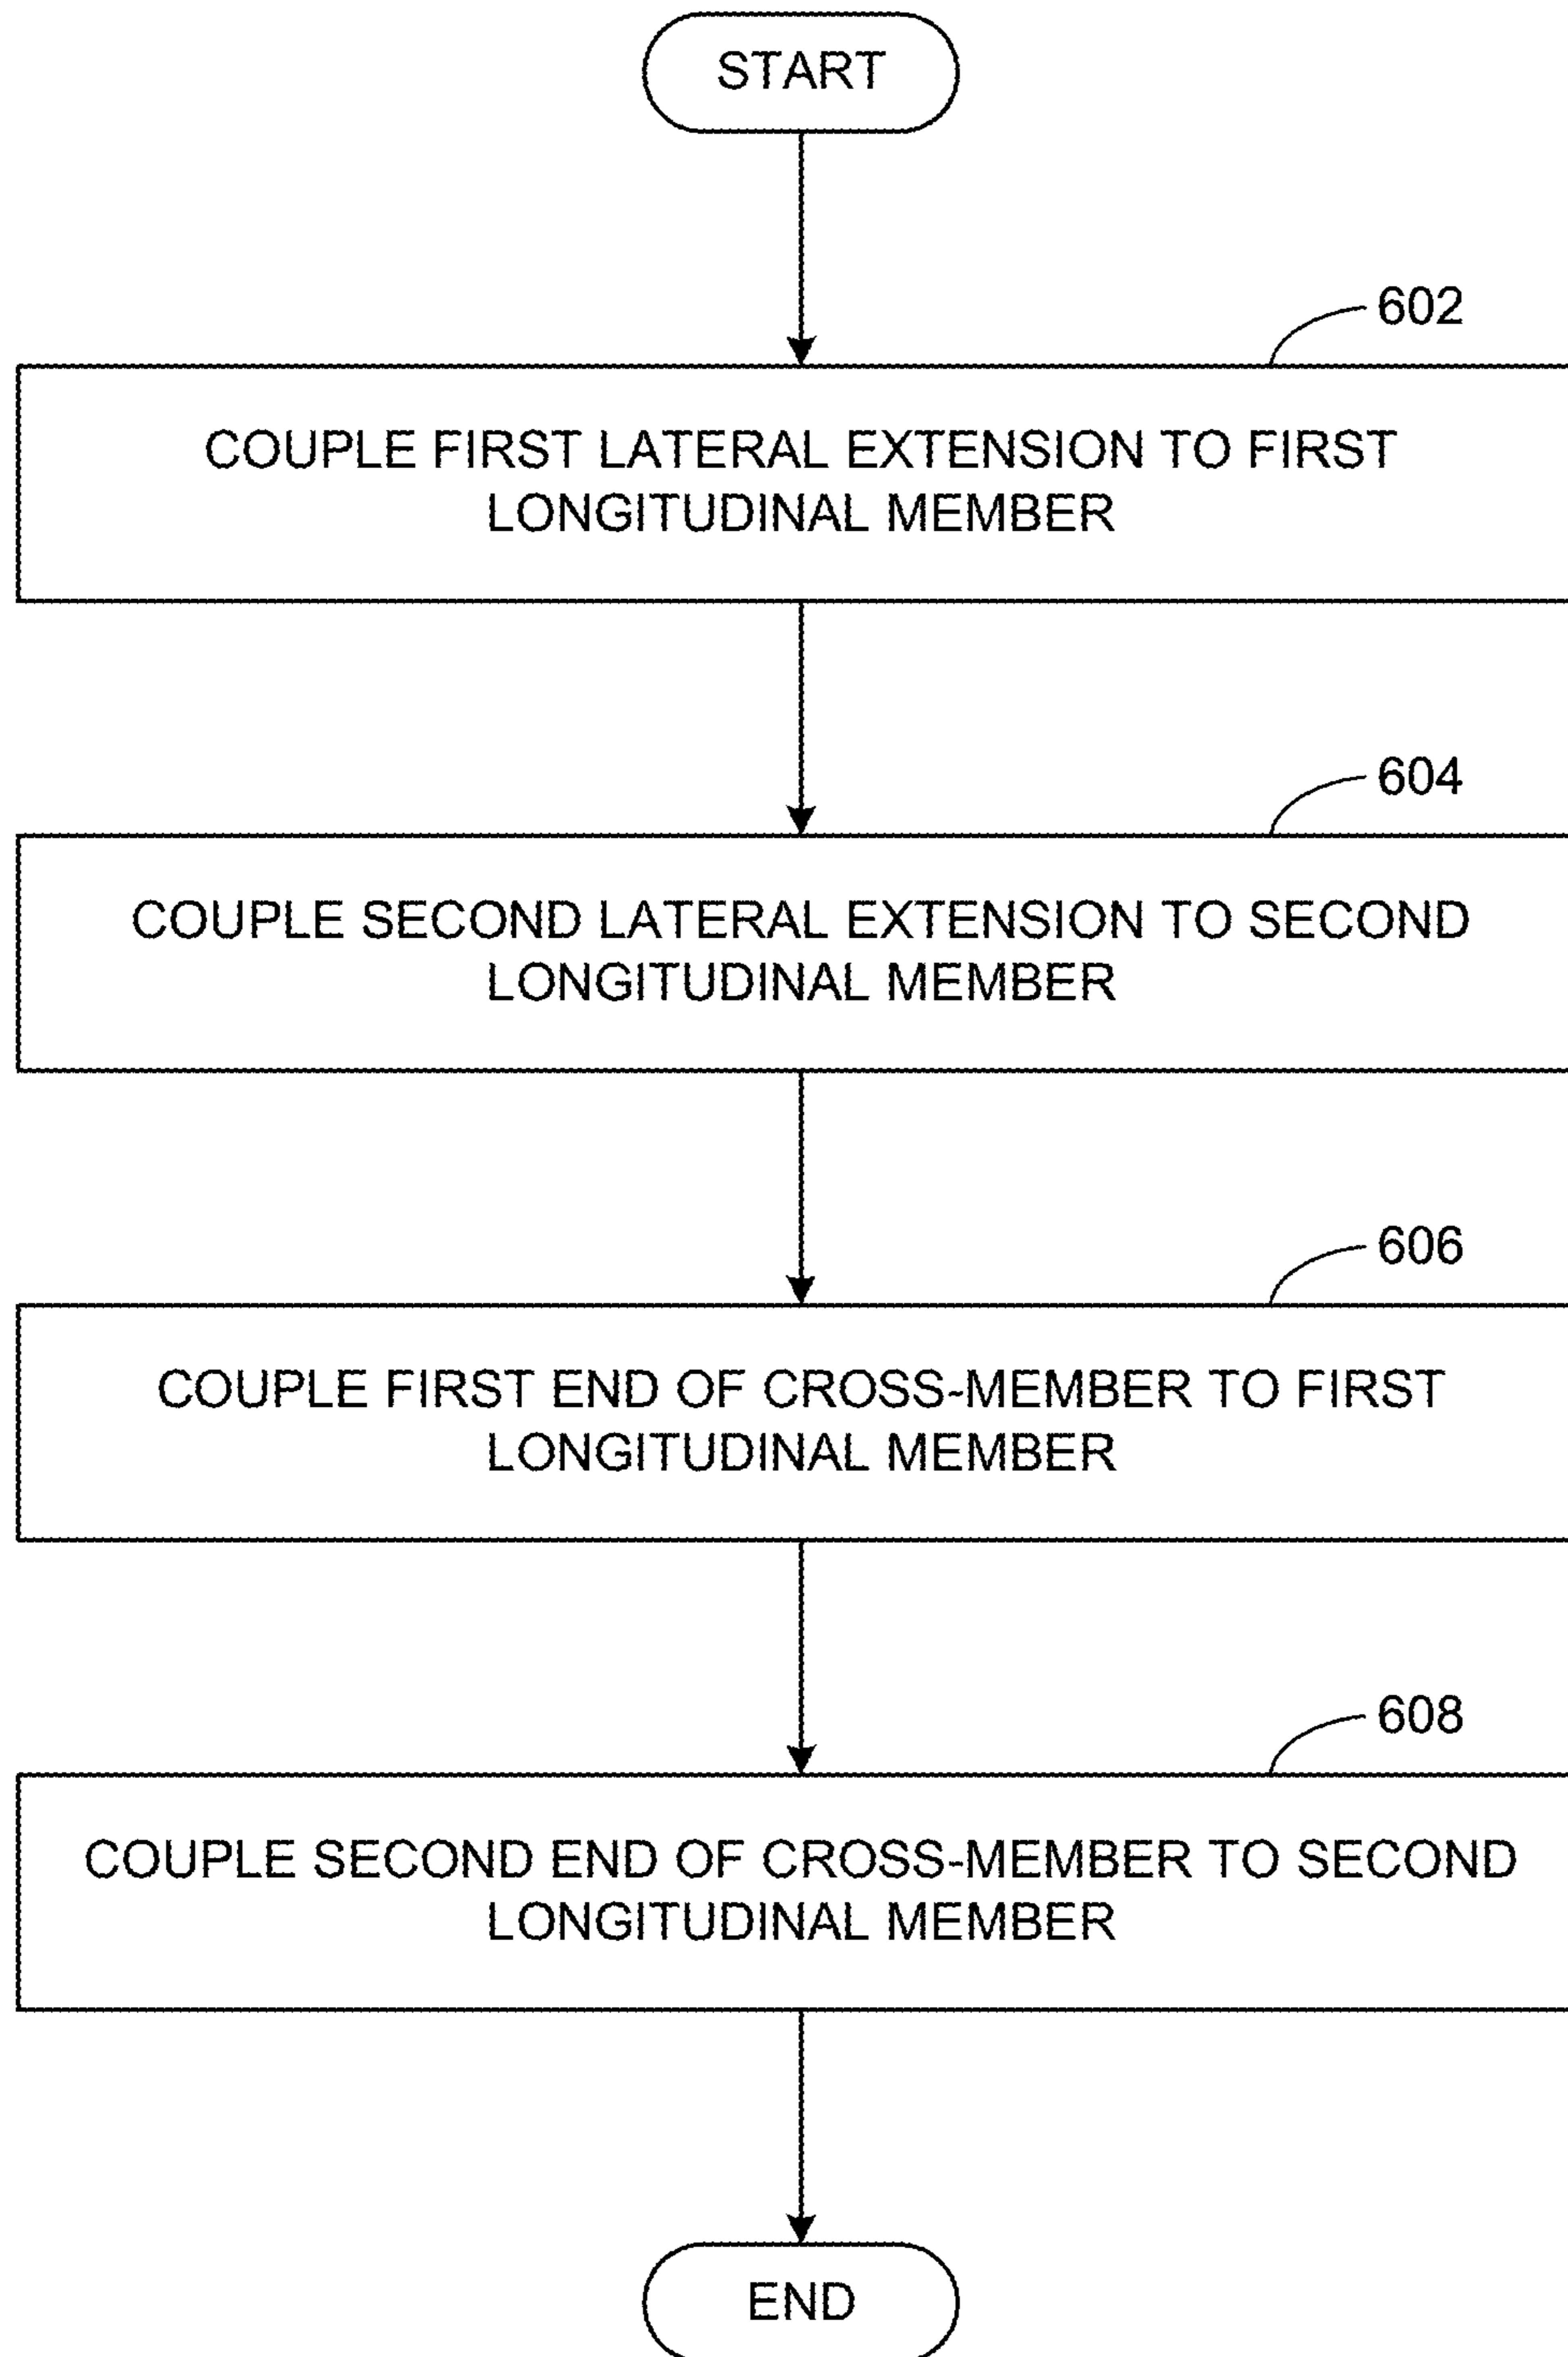 START
602
COUPLE FIRST LATERAL EXTENSION TO FIRST
LONGITUDINAL MEMBER
604
COUPLE SECOND LATERAL EXTENSION TO SECOND
LONGITUDINAL MEMBER
606
COUPLE FIRST END OF CROSS-MEMBER TO FIRST
LONGITUDINAL MEMBER
608
COUPLE SECOND END OF CROSS-MEMBER TO SECOND
LONGITUDINAL MEMBER
END